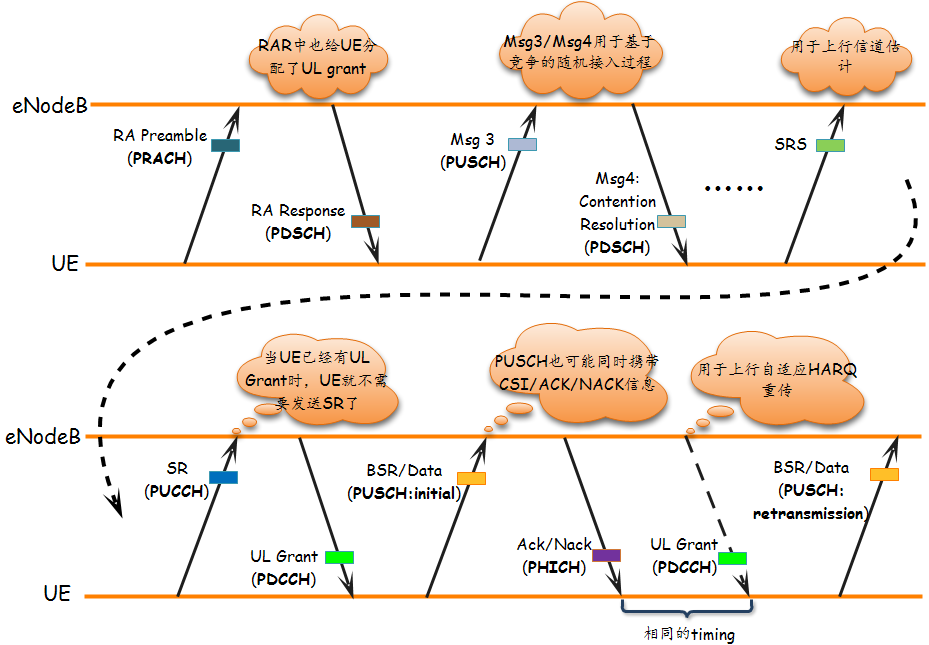 RAR中也给UE分
配了UL grant
Msg3/Msg4用于基于
竞争的随机接入过程
用于上行信道估
计
eNodeB
RA Preamble
(PRACH)
RA Response
(PDSCH)
Msg 3
(PUSCH)
Msg4:
Contention
Resolution
(PDSCH)
······
SRS
UE
当UE已经有UL
Grant时，UE就不需
要发送SR了
PUSCH也可能同时携带
CSI/ACK/NACK信息
用于上行自适应HARQ
重传
eNodeB
SR
(PUCCH)
UL Grant
(PDCCH)
BSR/Data
(PUSCH:initial)
Ack/Nack
(PHICH)
UL Grant
(PDCCH)
BSR/Data
(PUSCH:
retransmission)
UE
相同的timing